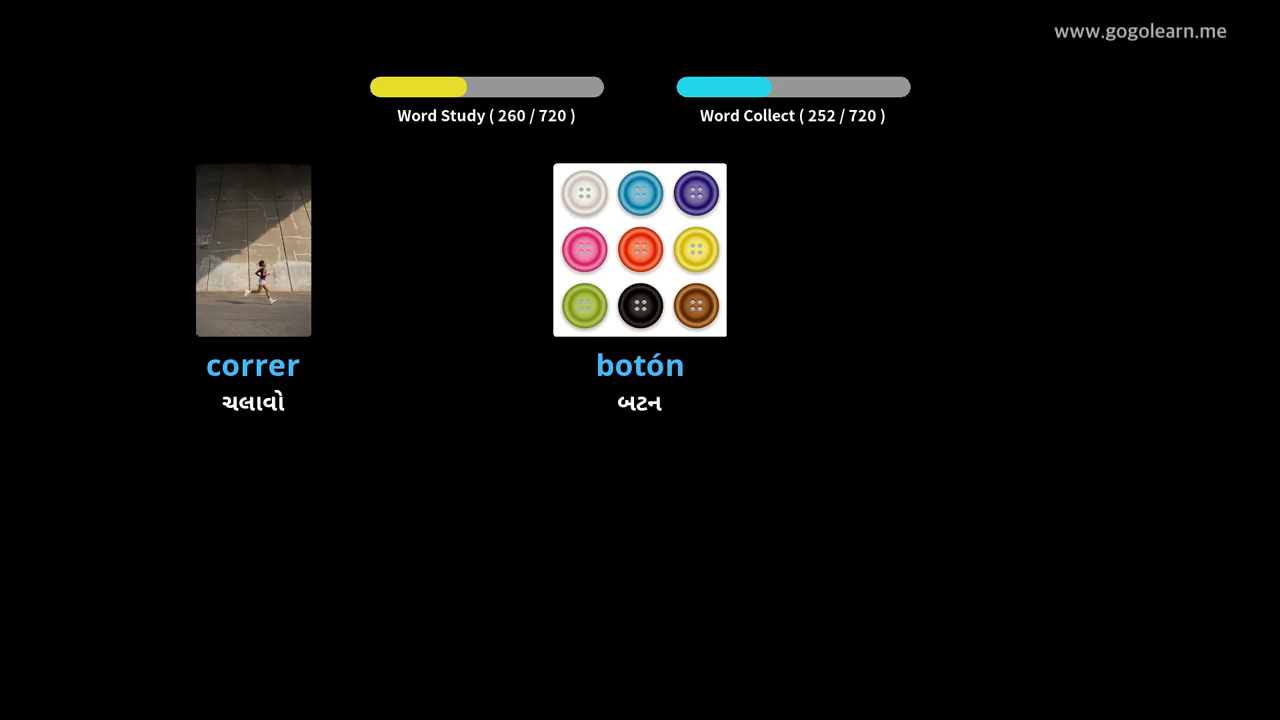 www.gogolearn.me
Word Study ( 260 / 720 )
Word Collect ( 252 / 720 )
correr
ચલાવો
botón
બટન